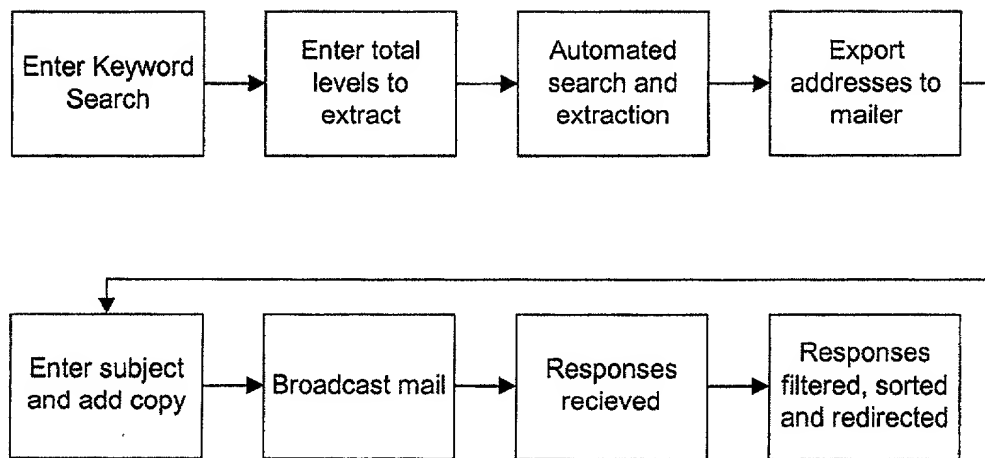 Enter Keyword
Search
Enter total
levels to
extract
Automated
search and
extraction
Export
addresses to
mailer
Enter subject
and add copy
Broadcast mail
Responses
recieved
Responses
filtered, sorted
and redirected